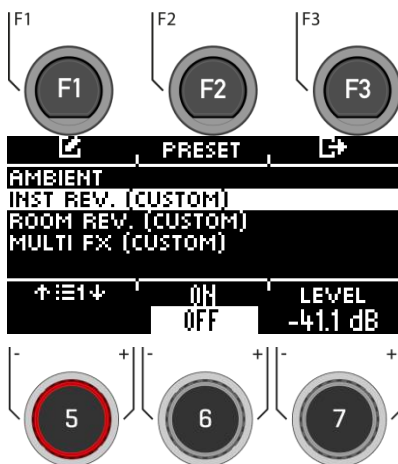 F1 F2 F3
F1 F2 F3
PRESET
AMBIENT
INST REV. (CUSTOM)
ROOM REV. (CUSTOM)
MULTI FX (CUSTOM)
↑ 1↓ ON LEVEL
OFF -41.1 dB
- + - + - +
5 6 7